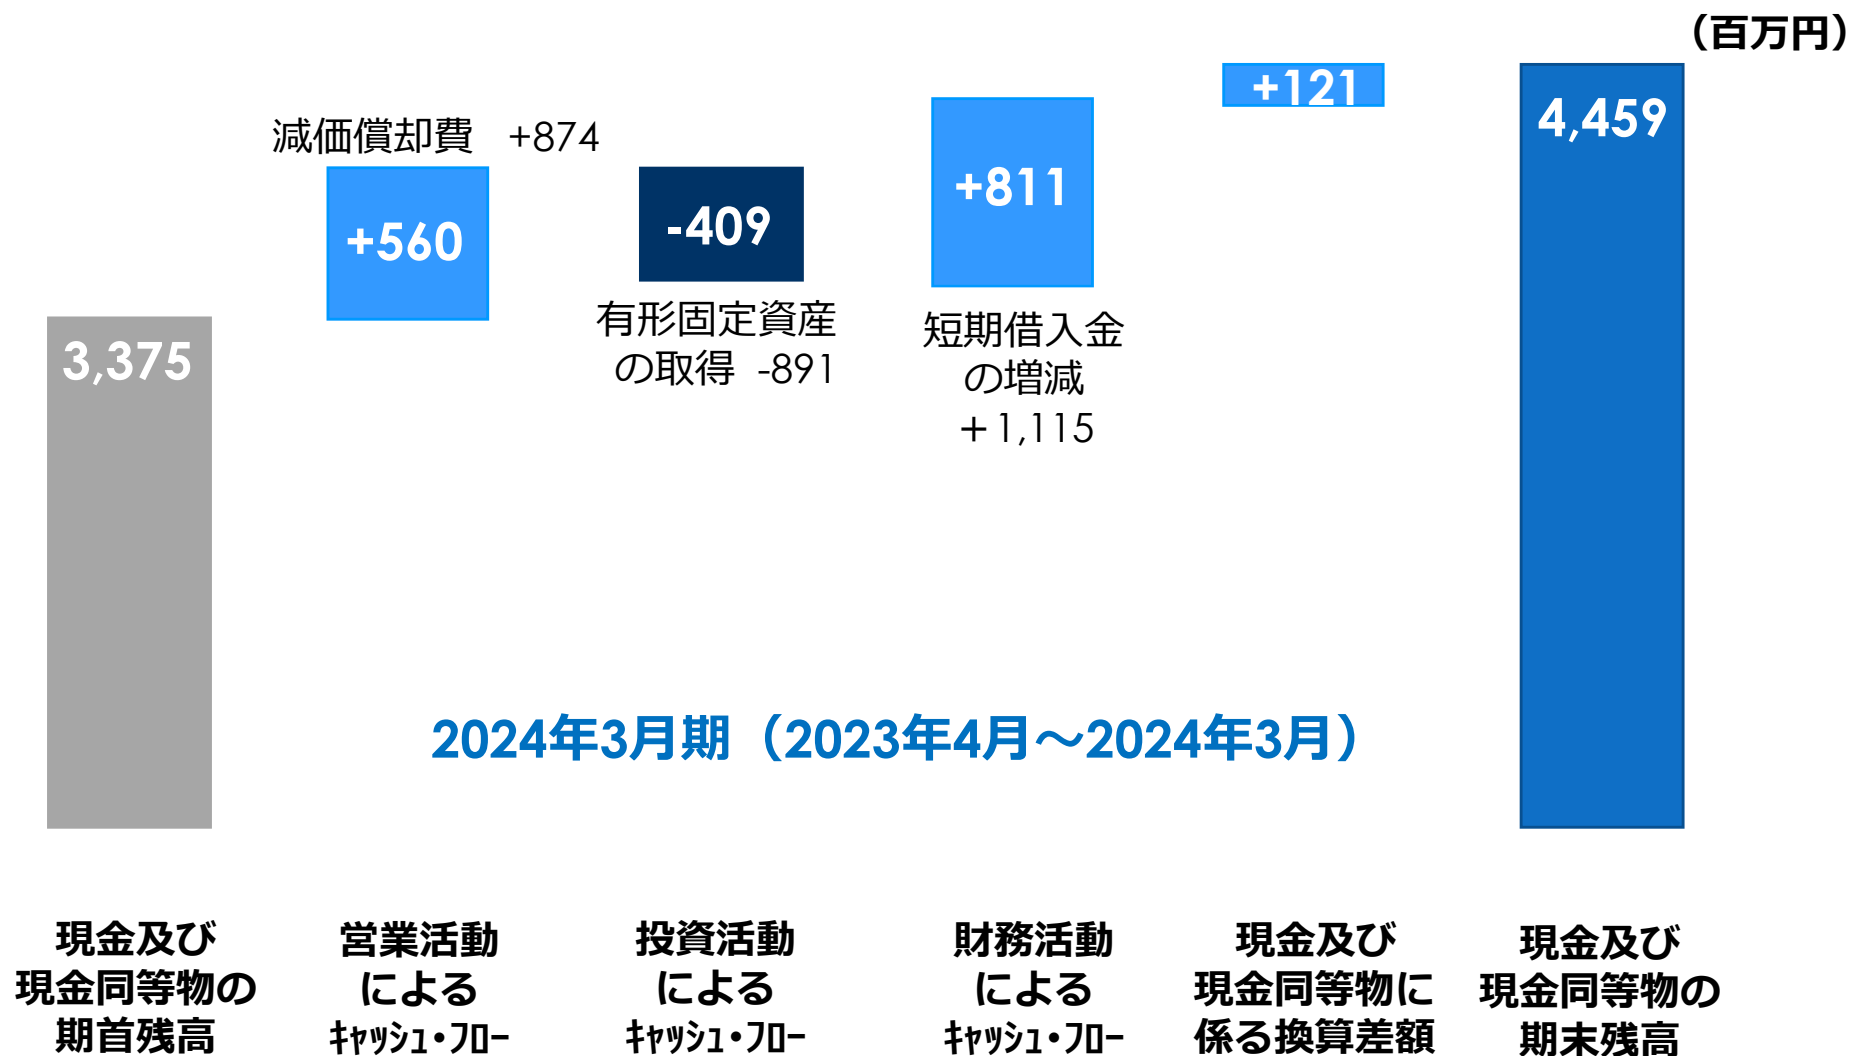 （百万円）
減価償却費 +874
+560
-409
+811
+121
4,459
3,375
有形固定資産
の取得 -891
短期借入金
の増減
＋1,115
2024年3月期（2023年4月～2024年3月）
現金及び
現金同等物の
期首残高
営業活動
による
ｷｬｯｼｭ・ﾌﾛｰ
投資活動
による
ｷｬｯｼｭ・ﾌﾛｰ
財務活動
による
ｷｬｯｼｭ・ﾌﾛｰ
現金及び
現金同等物に
係る換算差額
現金及び
現金同等物の
期末残高